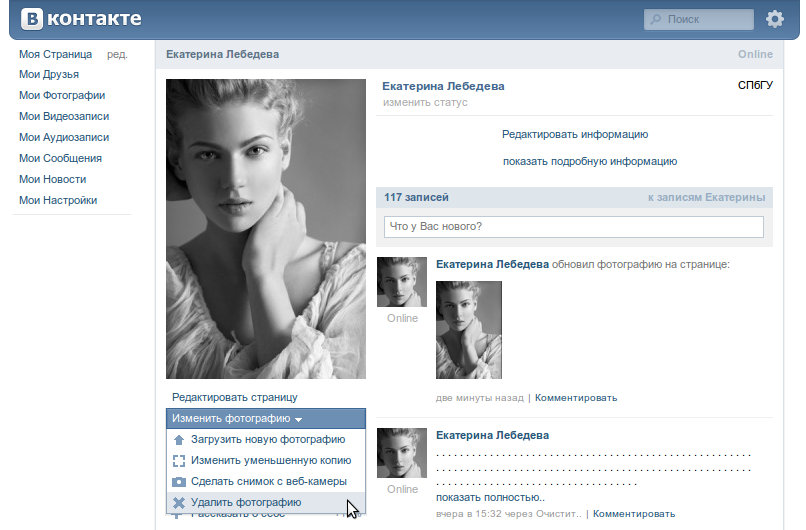 В контакте
Поиск
Моя Страница ред.
Мои Друзья
Мои Фотографии
Мои Видеозаписи
Мои Аудиозаписи
Мои Сообщения
Мои Новости
Мои Настройки
Екатерина Лебедева Online
Екатерина Лебедева СПбГУ
изменить статус
Редактировать информацию
показать подробную информацию
117 записей к записям Екатерины
Что у Вас нового?
Екатерина Лебедева обновил фотографию на странице:
Online
две минуты назад | Комментировать
Редактировать страницу
Изменить фотографию
Загрузить новую фотографию
Изменить уменьшенную копию
Сделать снимок с веб-камеры
Удалить фотографию
Рассказать о себе
Екатерина Лебедева
. . . . . . . . . . . . . . . . . . . . . . . . . . . . . . . . . . . . . . . . . . . . . . . . . . . .
. . . . . . . . . . . . . . . . . . . . . . . . . . . . . . . . . . . . . . . . . . . . . . . . . . . .
. . . . . . . . . . . . . . . . . . . . . . . . . . . . . . . . .
Online
показать полностью..
вчера в 15:32 через Очистит.. | Комментировать